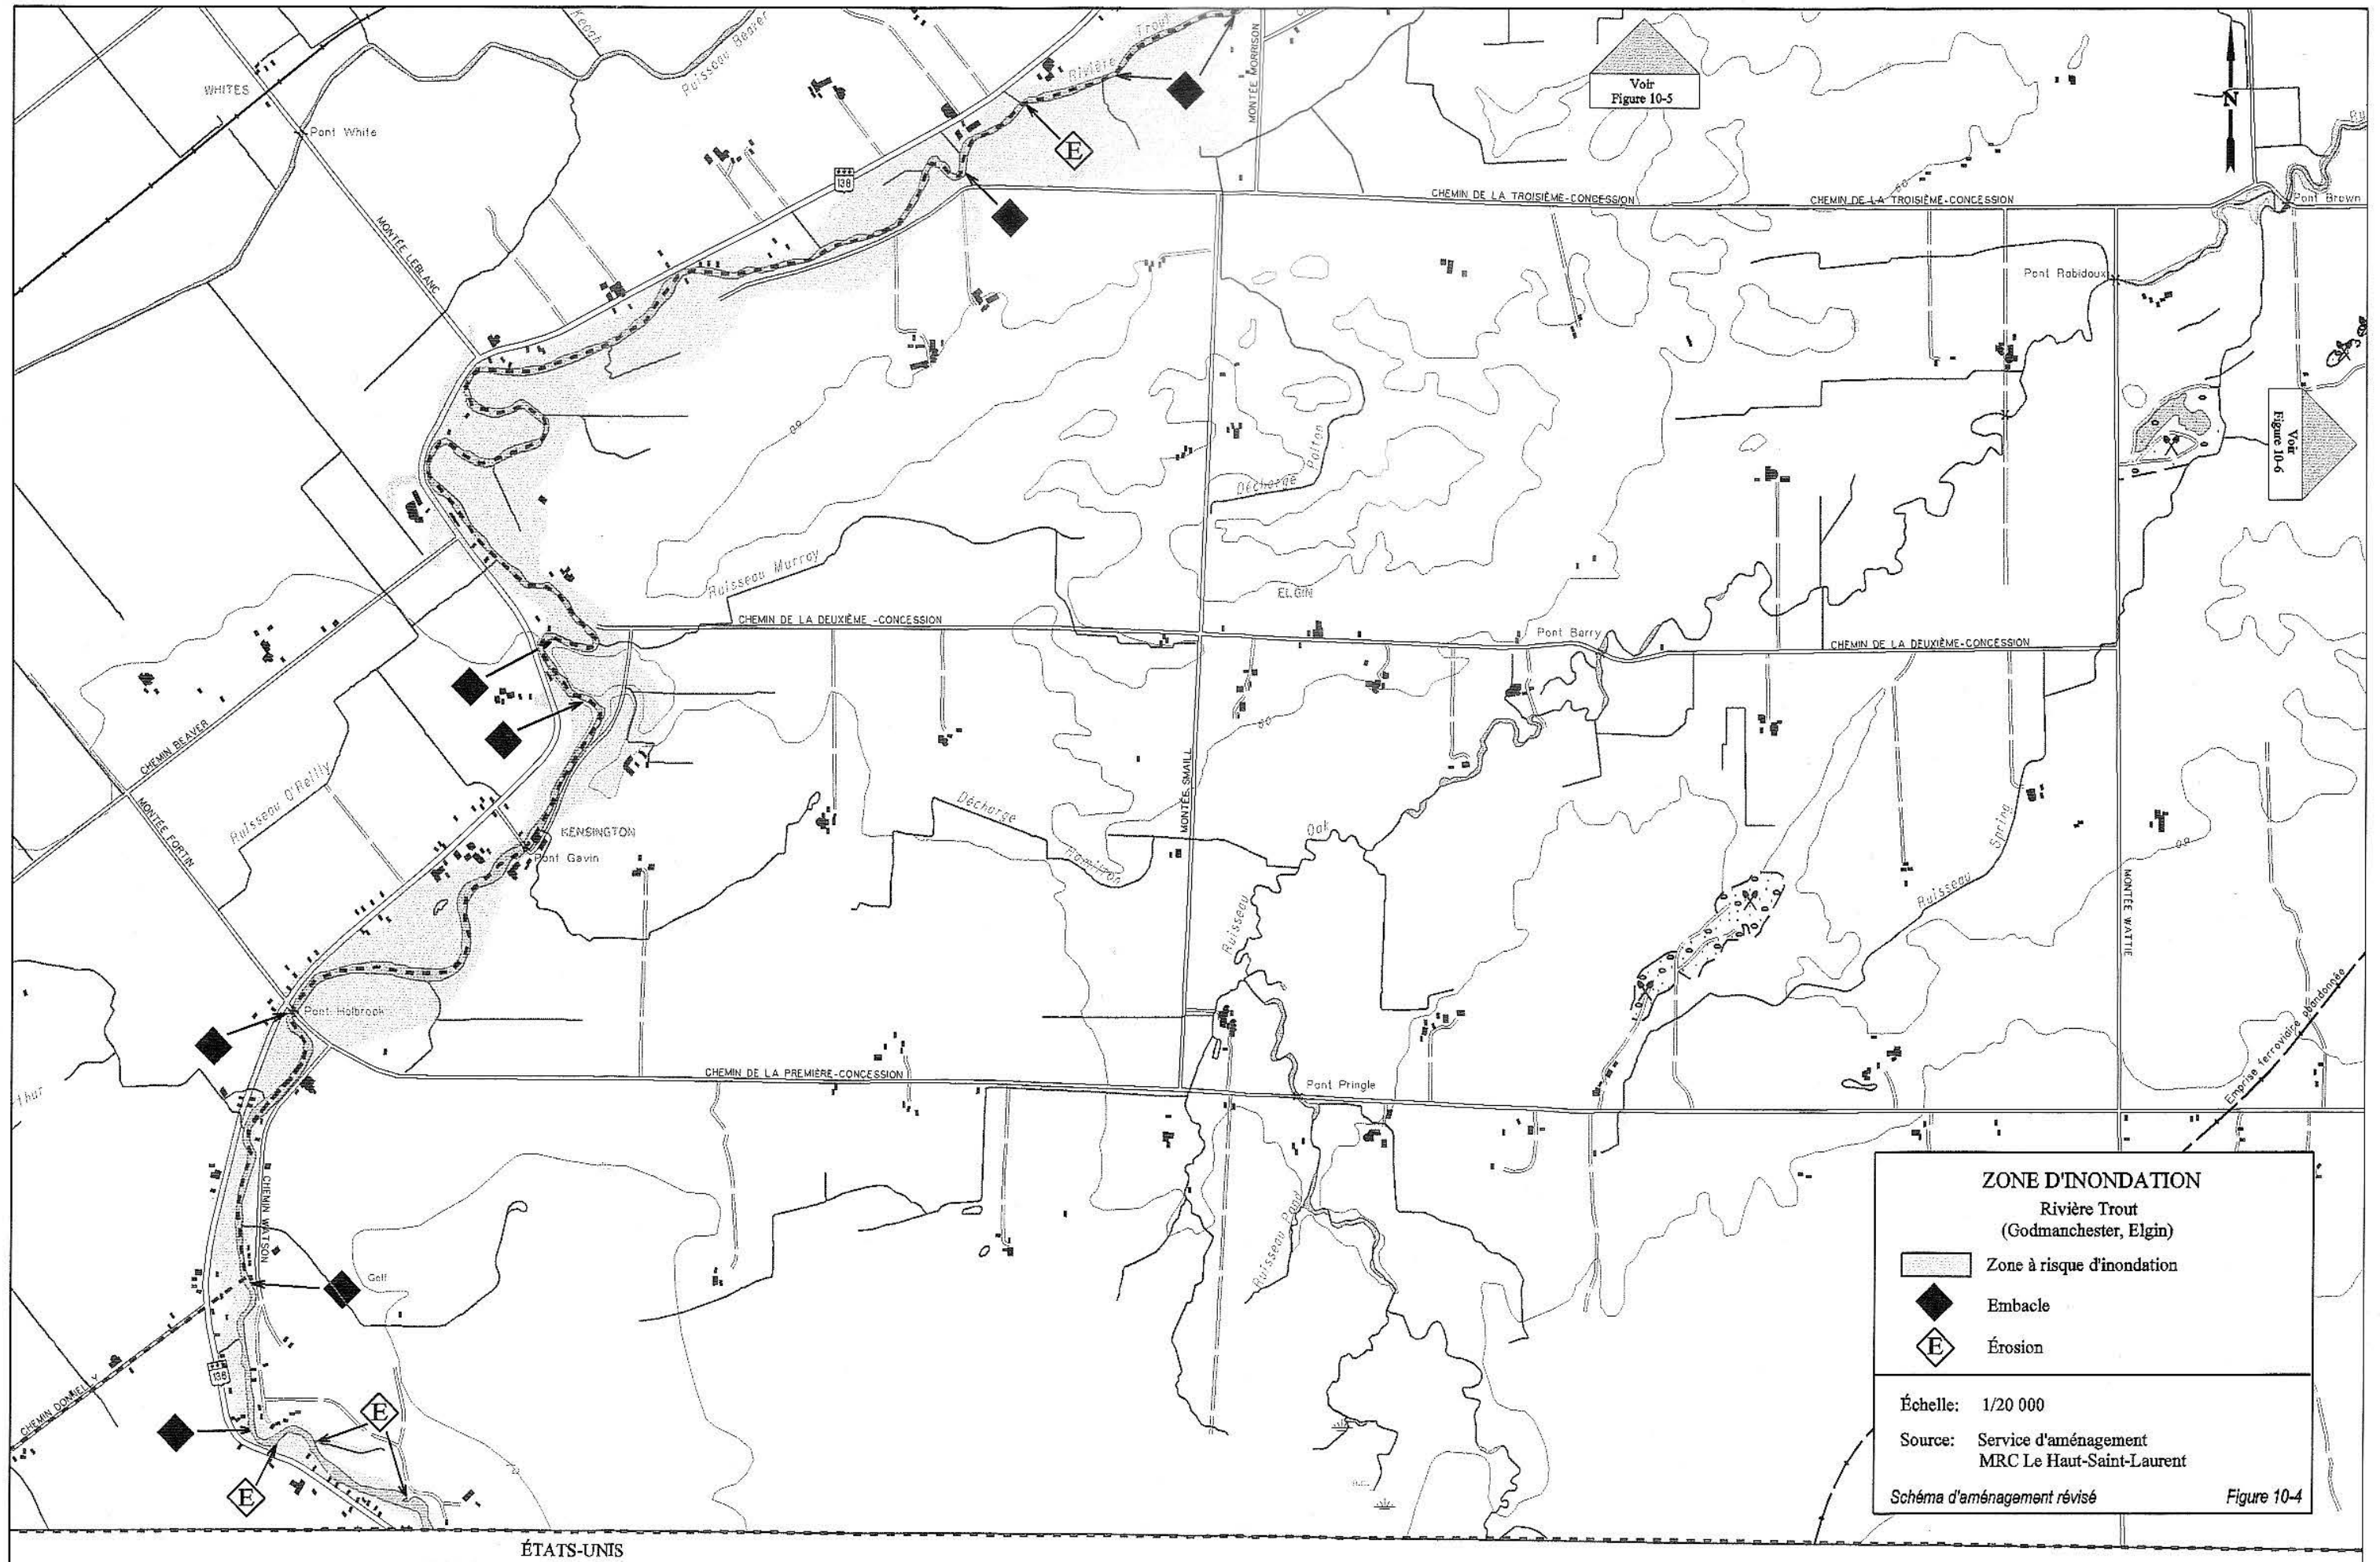 Keogh
Ruisseau Beaver
Rivière Trout
MONTÉE MORRISON
Voir
Figure 10-5
N
WHITES
Pont White
138
E
MONTÉE LEBLANC
CHEMIN DE LA TROISIÈME-CONCESSION
CHEMIN DE LA TROISIÈME-CONCESSION
Pont Brown
60
Pont Robidoux
Voir
Figure 10-6
60
Décharge Polton
Ruisseau Murray
ELGIN
CHEMIN DE LA DEUXIÈME -CONCESSION
Pont Barry
CHEMIN DE LA DEUXIÈME-CONCESSION
CHEMIN BEAVER
MONTÉE FORTIN
Ruisseau O'Reilly
60
MONTÉE SMAILL
KENSINGTON
Pont Gavin
Décharge Hamilton
Ruisseau Oak
Ruisseau Spring
60
MONTÉE WATTIE
Pont Holbrook
Emprise ferroviaire abandonnée
thur
CHEMIN DE LA PREMIÈRE-CONCESSION
Pont Pringle
CHEMIN WATSON
Golf
Ruisseau
138
CHEMIN DONNELLY
E
E
ZONE D'INONDATION
Rivière Trout
(Godmanchester, Elgin)
Zone à risque d'inondation
Embacle
E Érosion
Échelle: 1/20 000
Source: Service d'aménagement
MRC Le Haut-Saint-Laurent
Schéma d'aménagement révisé Figure 10-4
ÉTATS-UNIS